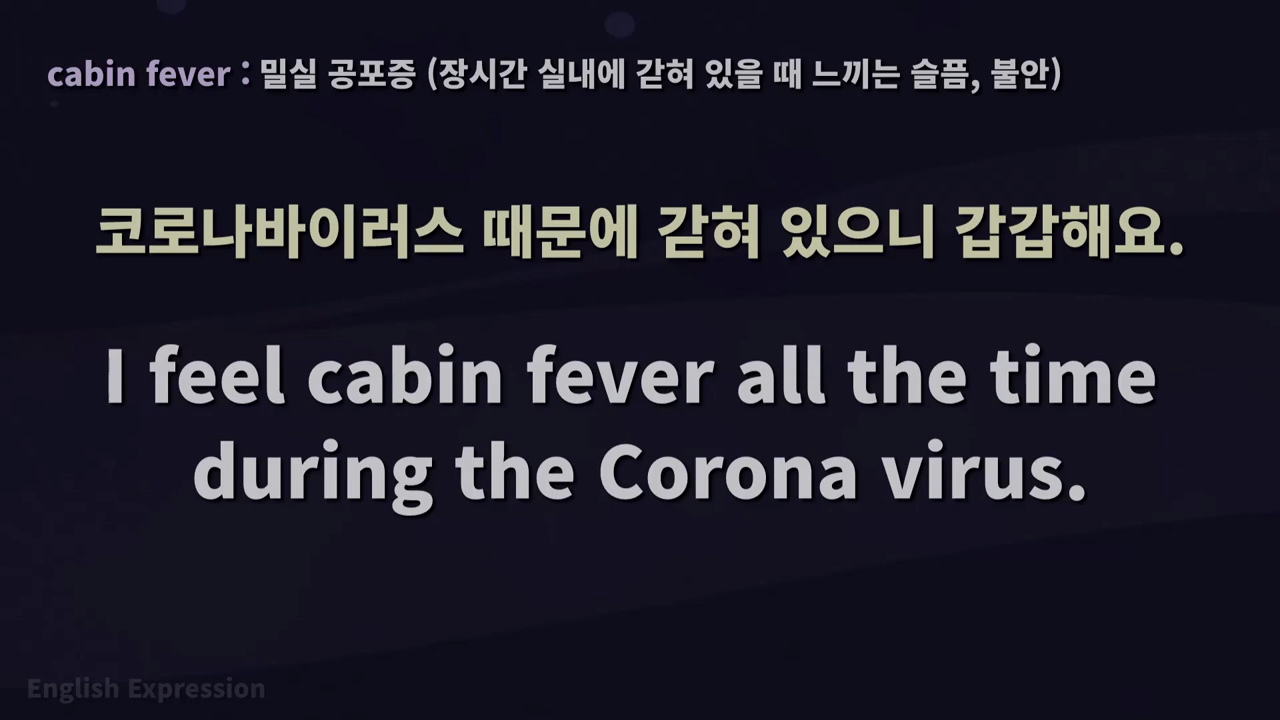 cabin fever : 밀실 공포증 (장시간 실내에 갇혀 있을 때 느끼는 슬픔, 불안)
코로나바이러스 때문에 갇혀 있으니 갑갑해요.
I feel cabin fever all the time
during the Corona virus.
English Expression